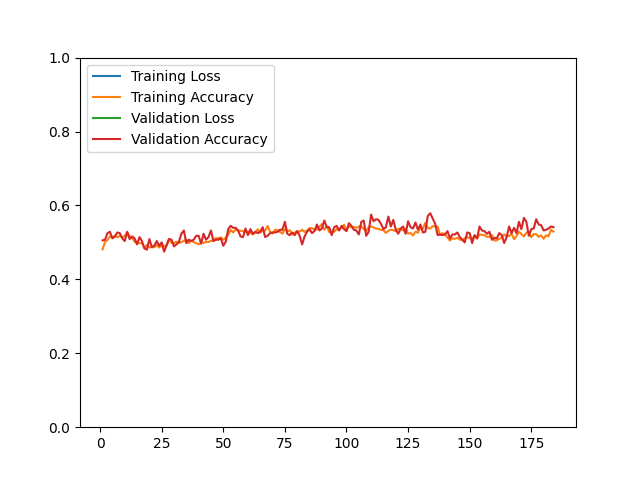 1.0
0.8
0.6
0.4
0.2
0.0
Training Loss
Training Accuracy
Validation Loss
Validation Accuracy
0 25 50 75 100 125 150 175